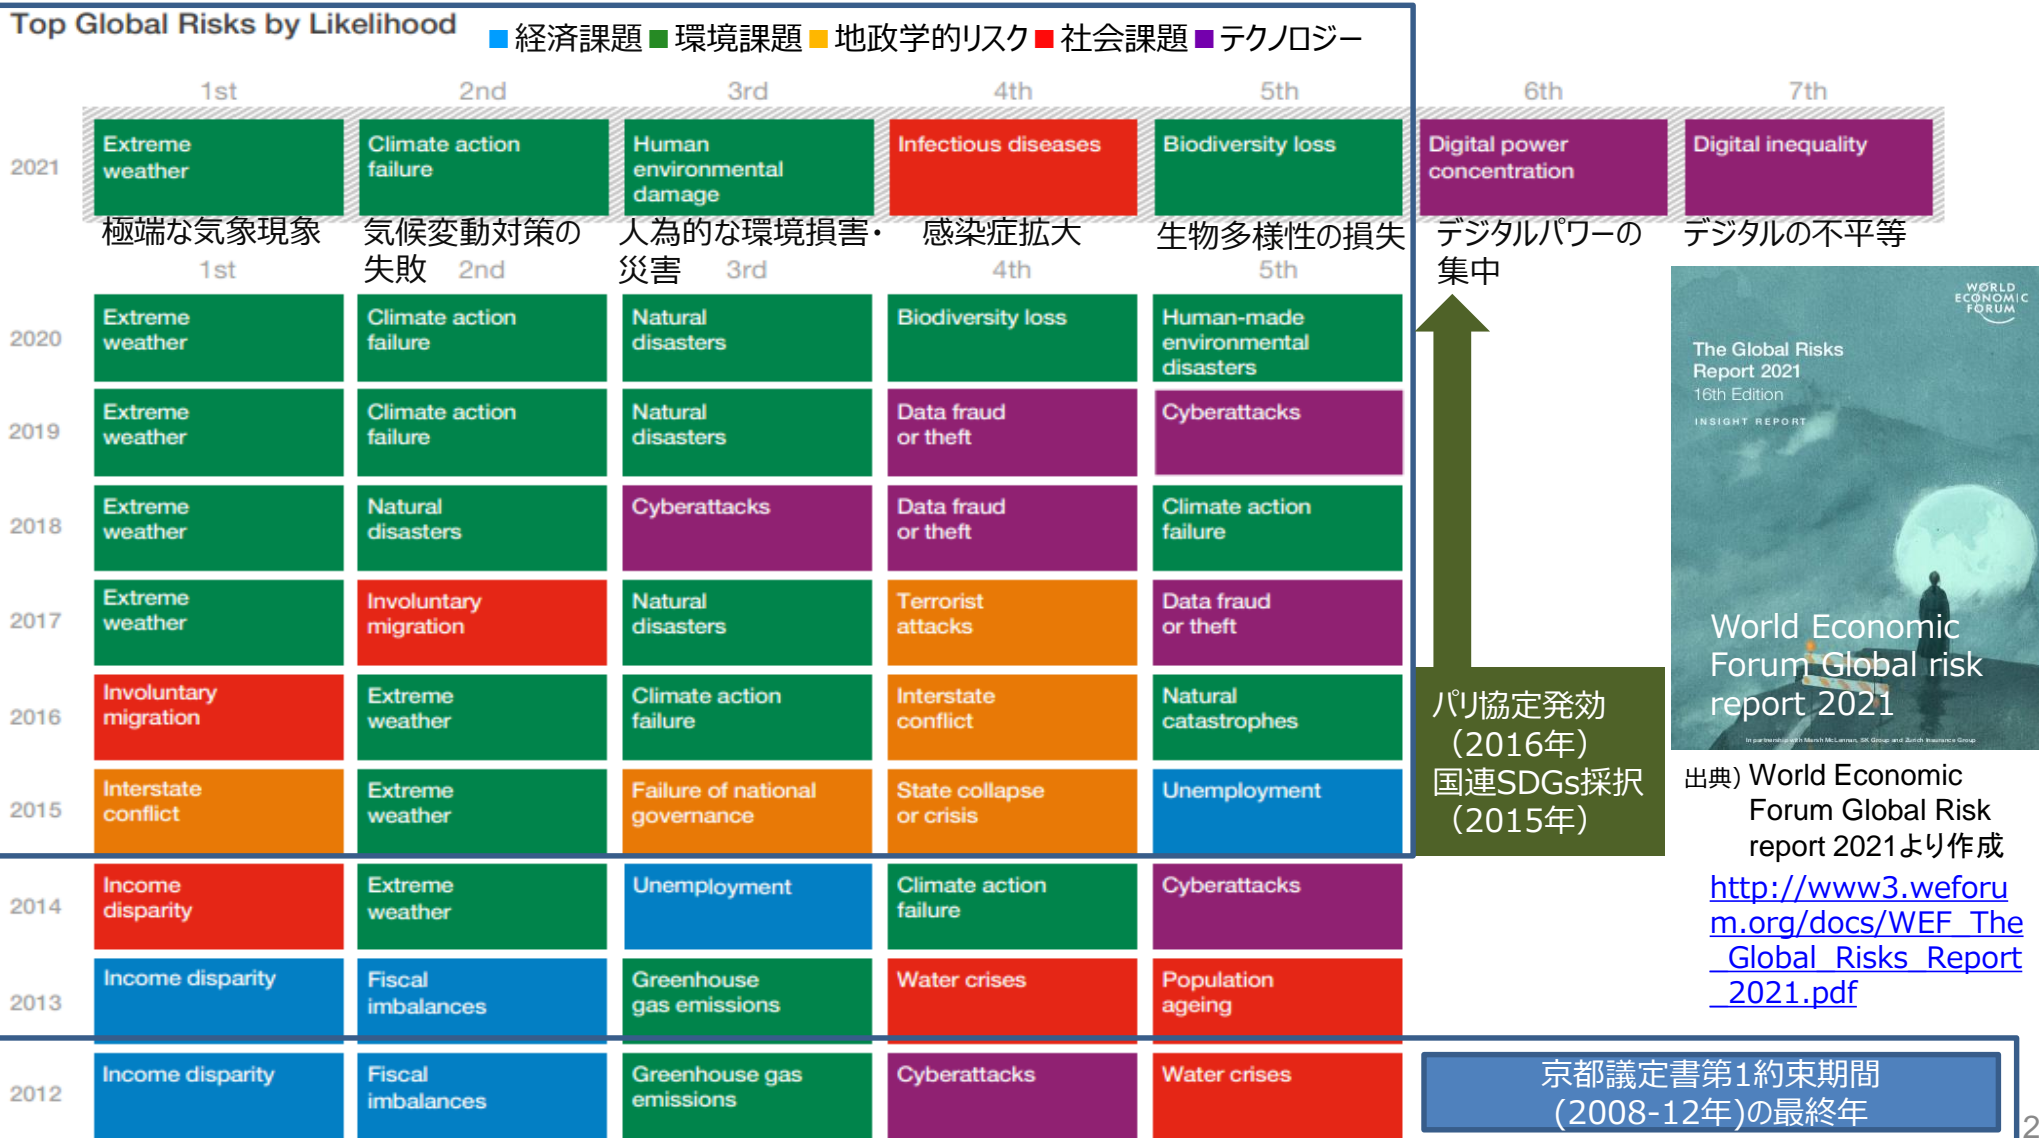 Top Global Risks by Likelihood
■経済課題■環境課題■地政学的リスク■社会課題■テクノロジー
1st 2nd 3rd 4th 5th 6th 7th
2021
Extreme
weather
Climate action
failure
Human
environmental
damage
Infectious diseases
Biodiversity loss
Digital power
concentration
Digital inequality
極端な気象現象
気候変動対策の
失敗
人為的な環境損害・
災害
感染症拡大
生物多様性の損失
デジタルパワーの
集中
デジタルの不平等
1st 2nd 3rd 4th 5th
2020
Extreme
weather
Climate action
failure
Natural
disasters
Biodiversity loss
Human-made
environmental
disasters
2019
Extreme
weather
Climate action
failure
Natural
disasters
Data fraud
or theft
Cyberattacks
2018
Extreme
weather
Natural
disasters
Cyberattacks
Data fraud
or theft
Climate action
failure
2017
Extreme
weather
Involuntary
migration
Natural
disasters
Terrorist
attacks
Data fraud
or theft
2016
Involuntary
migration
Extreme
weather
Climate action
failure
Interstate
conflict
Natural
catastrophes
2015
Interstate
conflict
Extreme
weather
Failure of national
governance
State collapse
or crisis
Unemployment
2014
Income
disparity
Extreme
weather
Unemployment
Climate action
failure
Cyberattacks
2013
Income disparity
Fiscal
imbalances
Greenhouse
gas emissions
Water crises
Population
ageing
2012
Income disparity
Fiscal
imbalances
Greenhouse gas
emissions
Cyberattacks
Water crises
パリ協定発効
（2016年）
国連SDGs採択
（2015年）
WORLD
ECONOMIC
FORUM
The Global Risks
Report 2021
16th Edition
INSIGHT REPORT
World Economic
Forum Global risk
report 2021
In partnership with Marsh McLennan, SK Group and Zurich Insurance Group
出典) World Economic
Forum Global Risk
report 2021より作成
http://www3.weforu
m.org/docs/WEF_The
_Global_Risks_Report
_2021.pdf
京都議定書第1約束期間
(2008-12年)の最終年
2